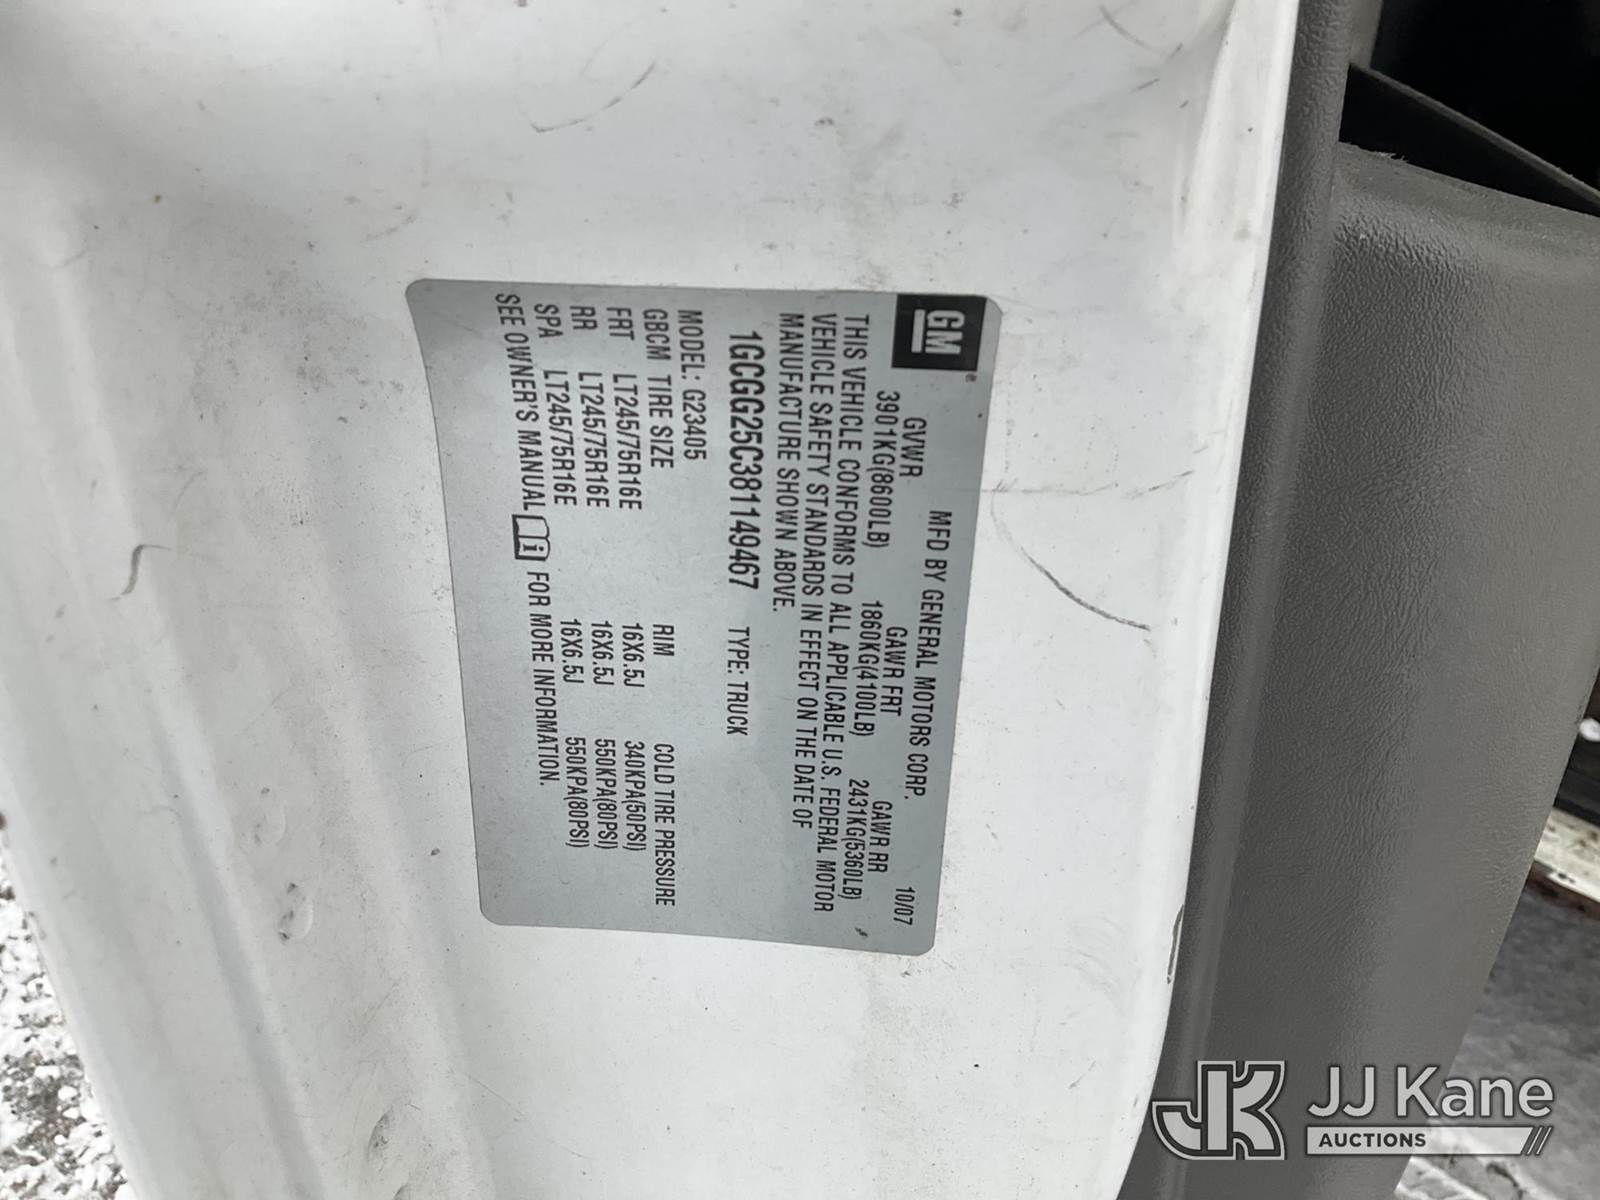 GM®
MFD BY GENERAL MOTORS CORP. 10/07
GVWR GAWR FRT GAWR RR
3901KG(8600LB) 1860KG(4100LB) 2431KG(5360LB)
THIS VEHICLE CONFORMS TO ALL APPLICABLE U.S. FEDERAL MOTOR
VEHICLE SAFETY STANDARDS IN EFFECT ON THE DATE OF
MANUFACTURE SHOWN ABOVE.
1GCGG25C381149467 TYPE: TRUCK
MODEL: G23405
GBCM TIRE SIZE RIM COLD TIRE PRESSURE
FRT LT245/75R16E 16X6.5J 340KPA(50PSI)
RR LT245/75R16E 16X6.5J 550KPA(80PSI)
SPA LT245/75R16E 16X6.5J 550KPA(80PSI)
SEE OWNER'S MANUAL i FOR MORE INFORMATION.
JK JJ Kane
AUCTIONS